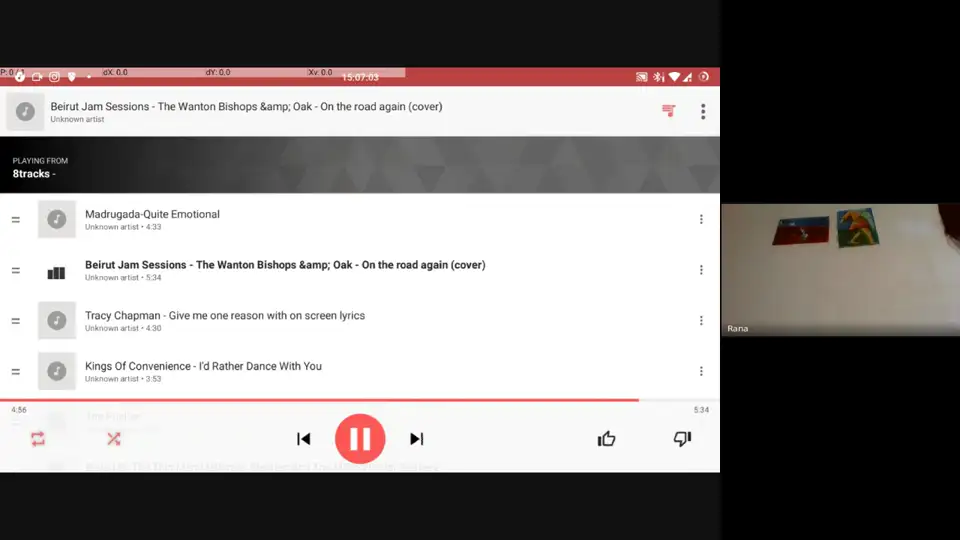 P: 0 / 1 dX: 0.0 dY: 0.0 Xv: 0.0 15:07:03
Beirut Jam Sessions - The Wanton Bishops &amp; Oak - On the road again (cover)
Unknown artist
PLAYING FROM
8tracks -
Madrugada-Quite Emotional
Unknown artist • 4:33
Beirut Jam Sessions - The Wanton Bishops &amp; Oak - On the road again (cover)
Unknown artist • 5:34
Tracy Chapman - Give me one reason with on screen lyrics
Unknown artist • 4:30
Kings Of Convenience - I'd Rather Dance With You
Unknown artist • 3:53
4:56 5:34
Rana